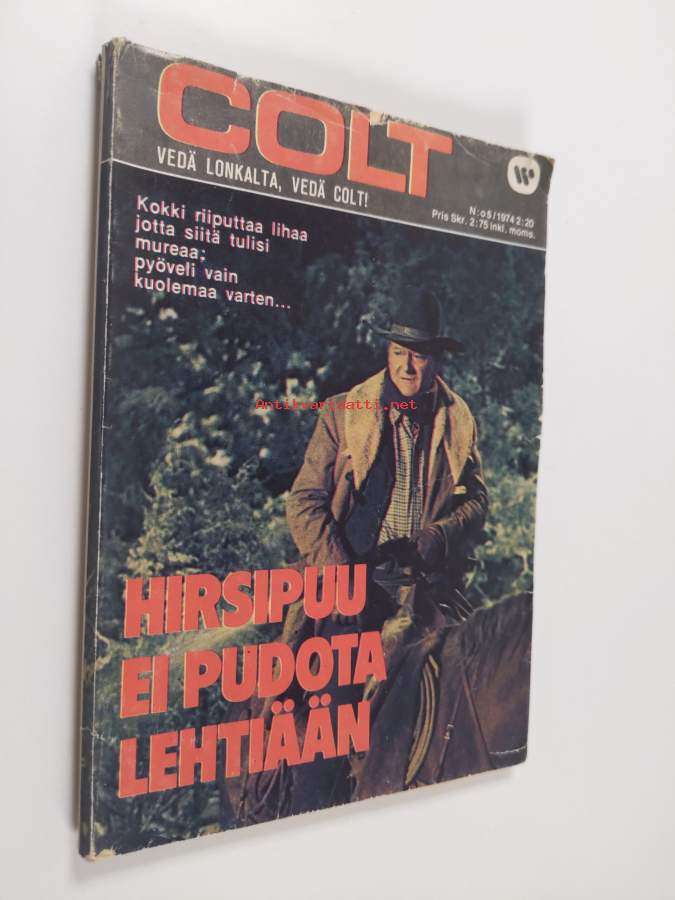 COLT
VEDÄ LONKALTA, VEDÄ COLT!
N:o 5/1974 2:20
Pris Skr. 2:75 inkl. moms.
Kokki riiputtaa lihaa
jotta siitä tulisi
mureaa;
pyöveli vain
kuolemaa varten...
Antikvariaatti.net
HIRSIPUU
EI PUDOTA
LEHTIÄÄN